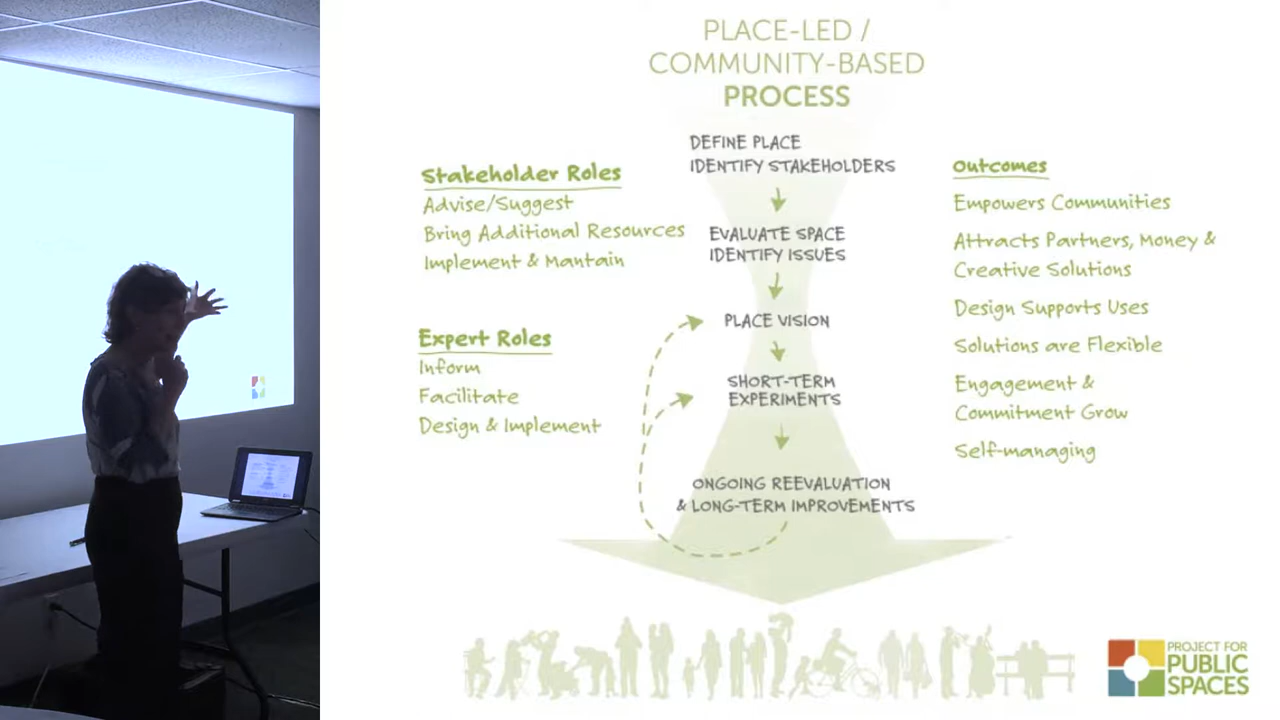 PLACE-LED /
COMMUNITY-BASED
PROCESS
DEFINE PLACE
IDENTIFY STAKEHOLDERS
EVALUATE SPACE
IDENTIFY ISSUES
PLACE VISION
SHORT-TERM
EXPERIMENTS
ONGOING REEVALUATION
& LONG-TERM IMPROVEMENTS
Stakeholder Roles
Advise/Suggest
Bring Additional Resources
Implement & Mantain
Expert Roles
Inform
Facilitate
Design & Implement
Outcomes
Empowers Communities
Attracts Partners, Money &
Creative Solutions
Design Supports Uses
Solutions are Flexible
Engagement &
Commitment Grow
Self-managing
PROJECT FOR
PUBLIC
SPACES